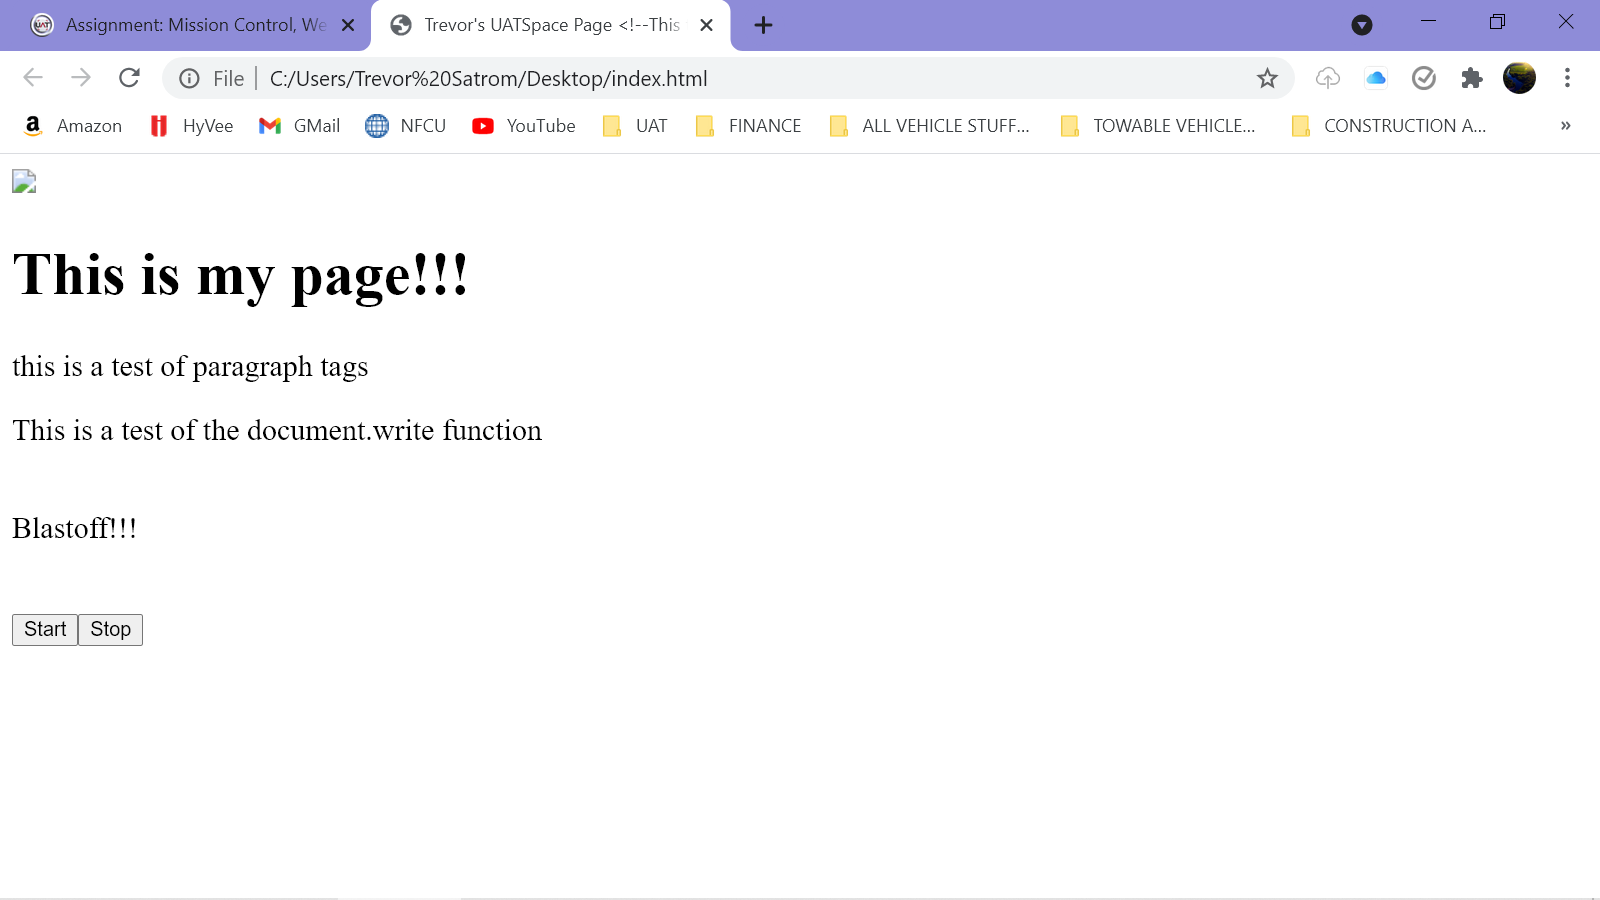 Assignment: Mission Control, We
Trevor's UATSpace Page <!--This
File C:/Users/Trevor%20Satrom/Desktop/index.html
Amazon HyVee GMail NFCU YouTube UAT FINANCE ALL VEHICLE STUFF... TOWABLE VEHICLE... CONSTRUCTION A... »
This is my page!!!
this is a test of paragraph tags
This is a test of the document.write function
Blastoff!!!
Start Stop